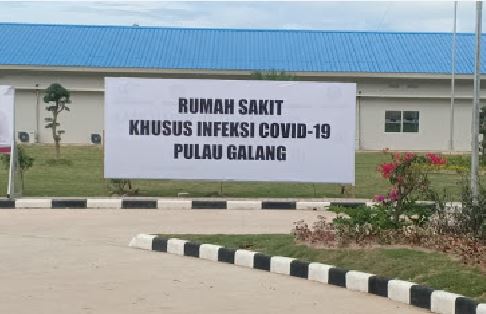 RUMAH SAKIT
KHUSUS INFEKSI COVID-19
PULAU GALANG